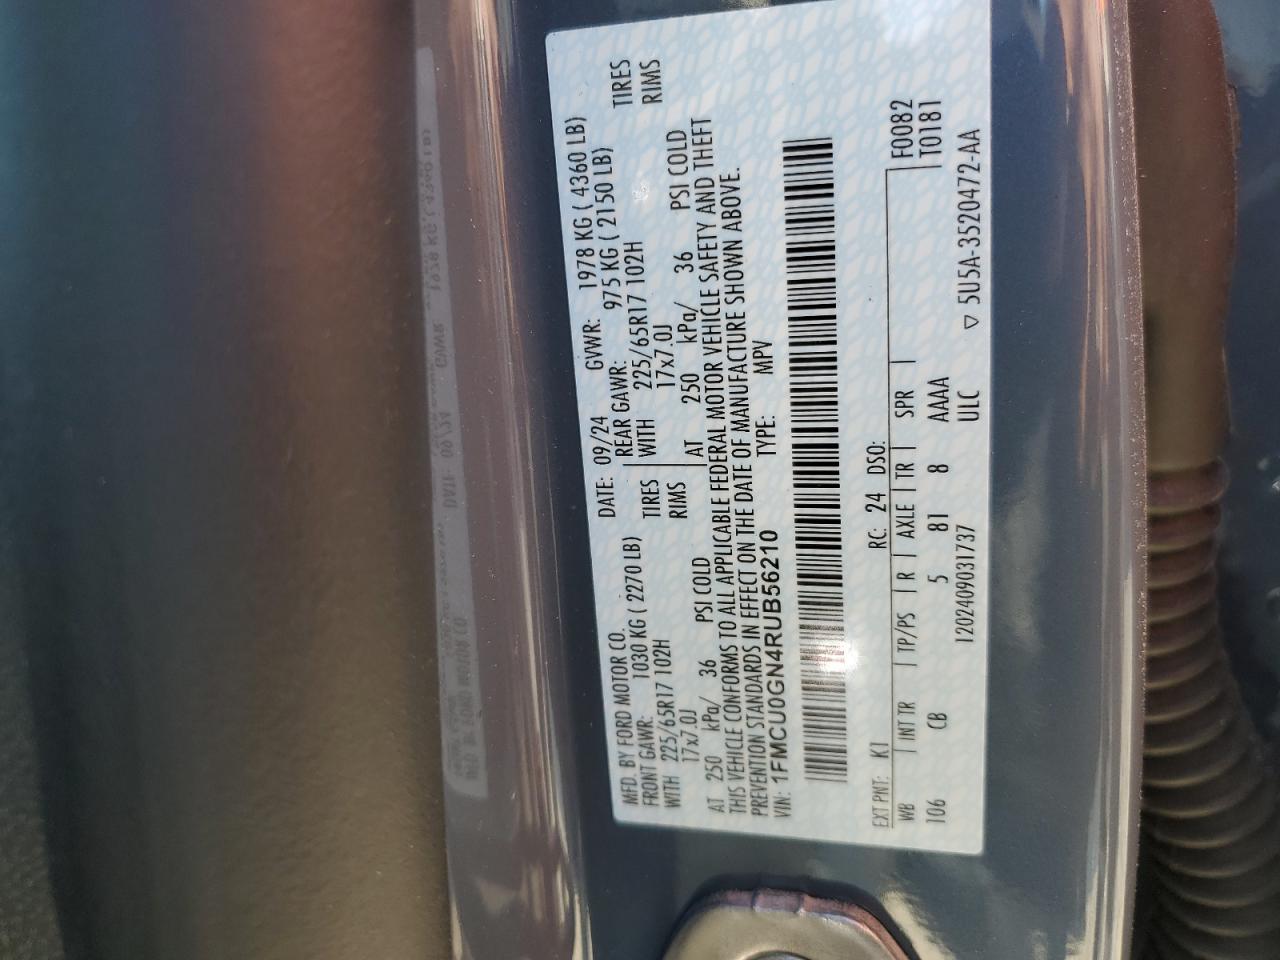 MFD. BY FORD MOTOR CO.
DATE: 09/24 GVWR: 1978 KG ( 4360 LB)
FRONT GAWR: 1030 KG ( 2270 LB) REAR GAWR: 975 KG ( 2150 LB)
WITH 225/65R17 102H TIRES WITH 225/65R17 102H TIRES
17x7.0J RIMS 17x7.0J RIMS
AT 250 kPa/ 36 PSI COLD AT 250 kPa/ 36 PSI COLD
THIS VEHICLE CONFORMS TO ALL APPLICABLE FEDERAL MOTOR VEHICLE SAFETY AND THEFT
PREVENTION STANDARDS IN EFFECT ON THE DATE OF MANUFACTURE SHOWN ABOVE.
VIN: 1FMCU0GN4RUB56210 TYPE: MPV
EXT PNT: K1 RC: 24 DSO: F0082
WB INT TR TP/PS R AXLE TR SPR T0181
106 CB 5 81 8 AAAA
ULC
120240903173​7 ▽ 5U5A-3520472-AA